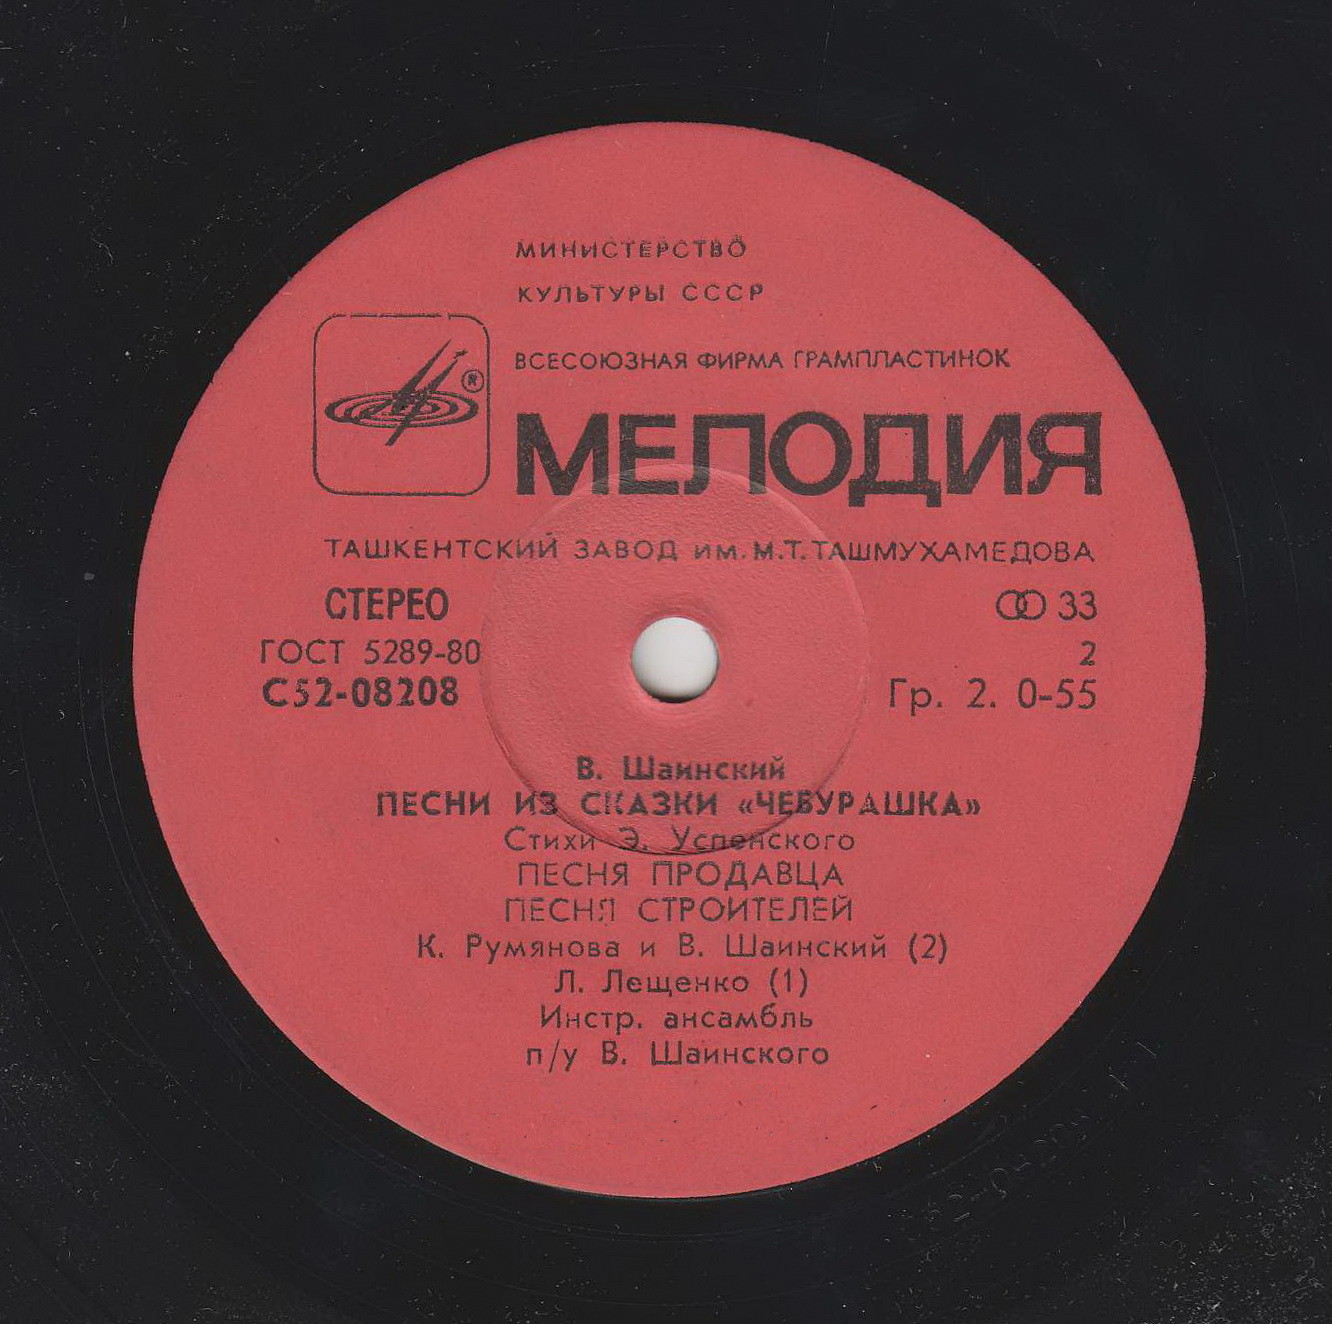 МИНИСТЕРСТВО
КУЛЬТУРЫ СССР
ВСЕСОЮЗНАЯ ФИРМА ГРАМПЛАСТИНОК
®
МЕЛОДИЯ
ТАШКЕНТСКИЙ ЗАВОД ИМ. М.Т. ТАШМУХАМЕДОВА
СТЕРЕО
33
ГОСТ 5289-80
2
С52-08208
Гр. 2. 0-55
В. Шаинский
ПЕСНИ ИЗ СКАЗКИ «ЧЕБУРАШКА»
Стихи Э. Успенского
ПЕСНЯ ПРОДАВЦА
ПЕСНЯ СТРОИТЕЛЕЙ
К. Румянова и В. Шаинский (2)
Л. Лещенко (1)
Инстр. ансамбль
п/у В. Шаинского